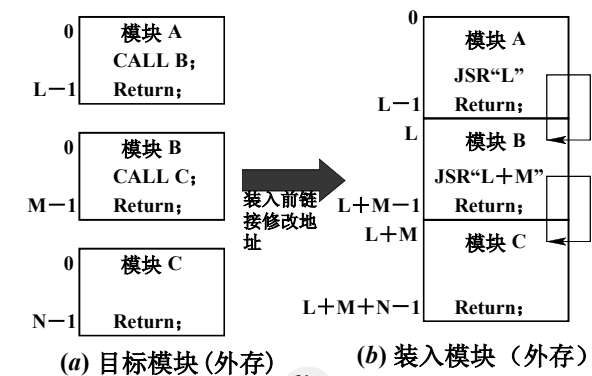 0
模块 A
CALL B;
L－1
Return;
0
模块 B
CALL C;
M－1
Return;
0
模块 C
N－1
Return;
(a) 目标模块(外存)
装入前链
接修改地
址
0
模块 A
JSR“L”
L－1
Return;
L
模块 B
JSR“L＋M”
L＋M－1
Return;
L＋M
模块 C
L＋M＋N－1
Return;
(b) 装入模块（外存）